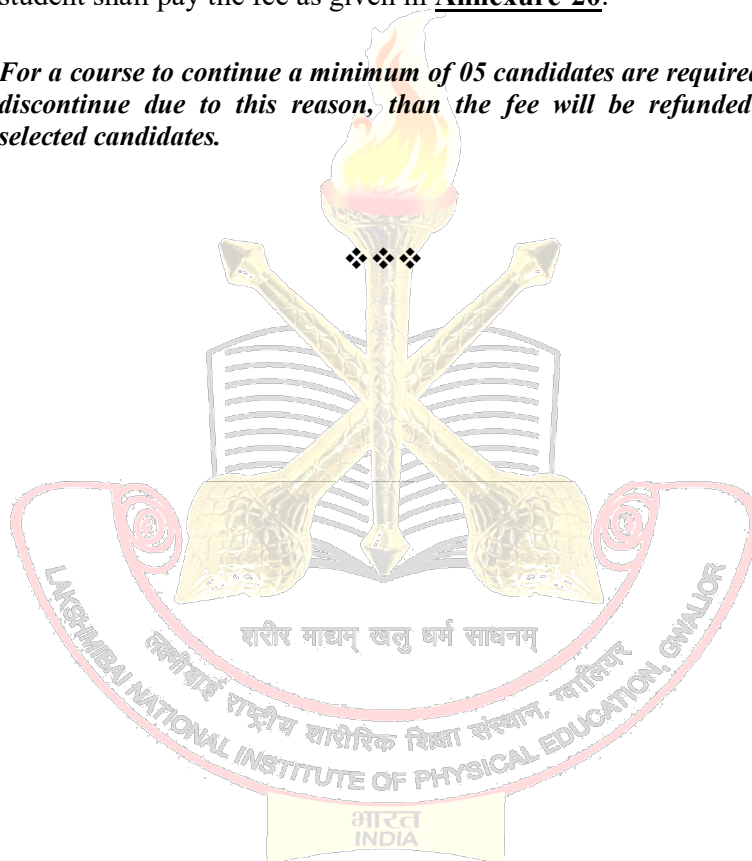 student shall pay the fee as given in Annexure-20.
For a course to continue a minimum of 05 candidates are required
discontinue due to this reason, than the fee will be refunded
selected candidates.
शरीर माद्यम् खलु धर्म साधनम्
लक्ष्मीबाई राष्ट्रीय शारीरिक शिक्षा संस्थान, ग्वालियर
LAKSHMIBAI NATIONAL INSTITUTE OF PHYSICAL EDUCATION, GWALIOR
भारत
INDIA